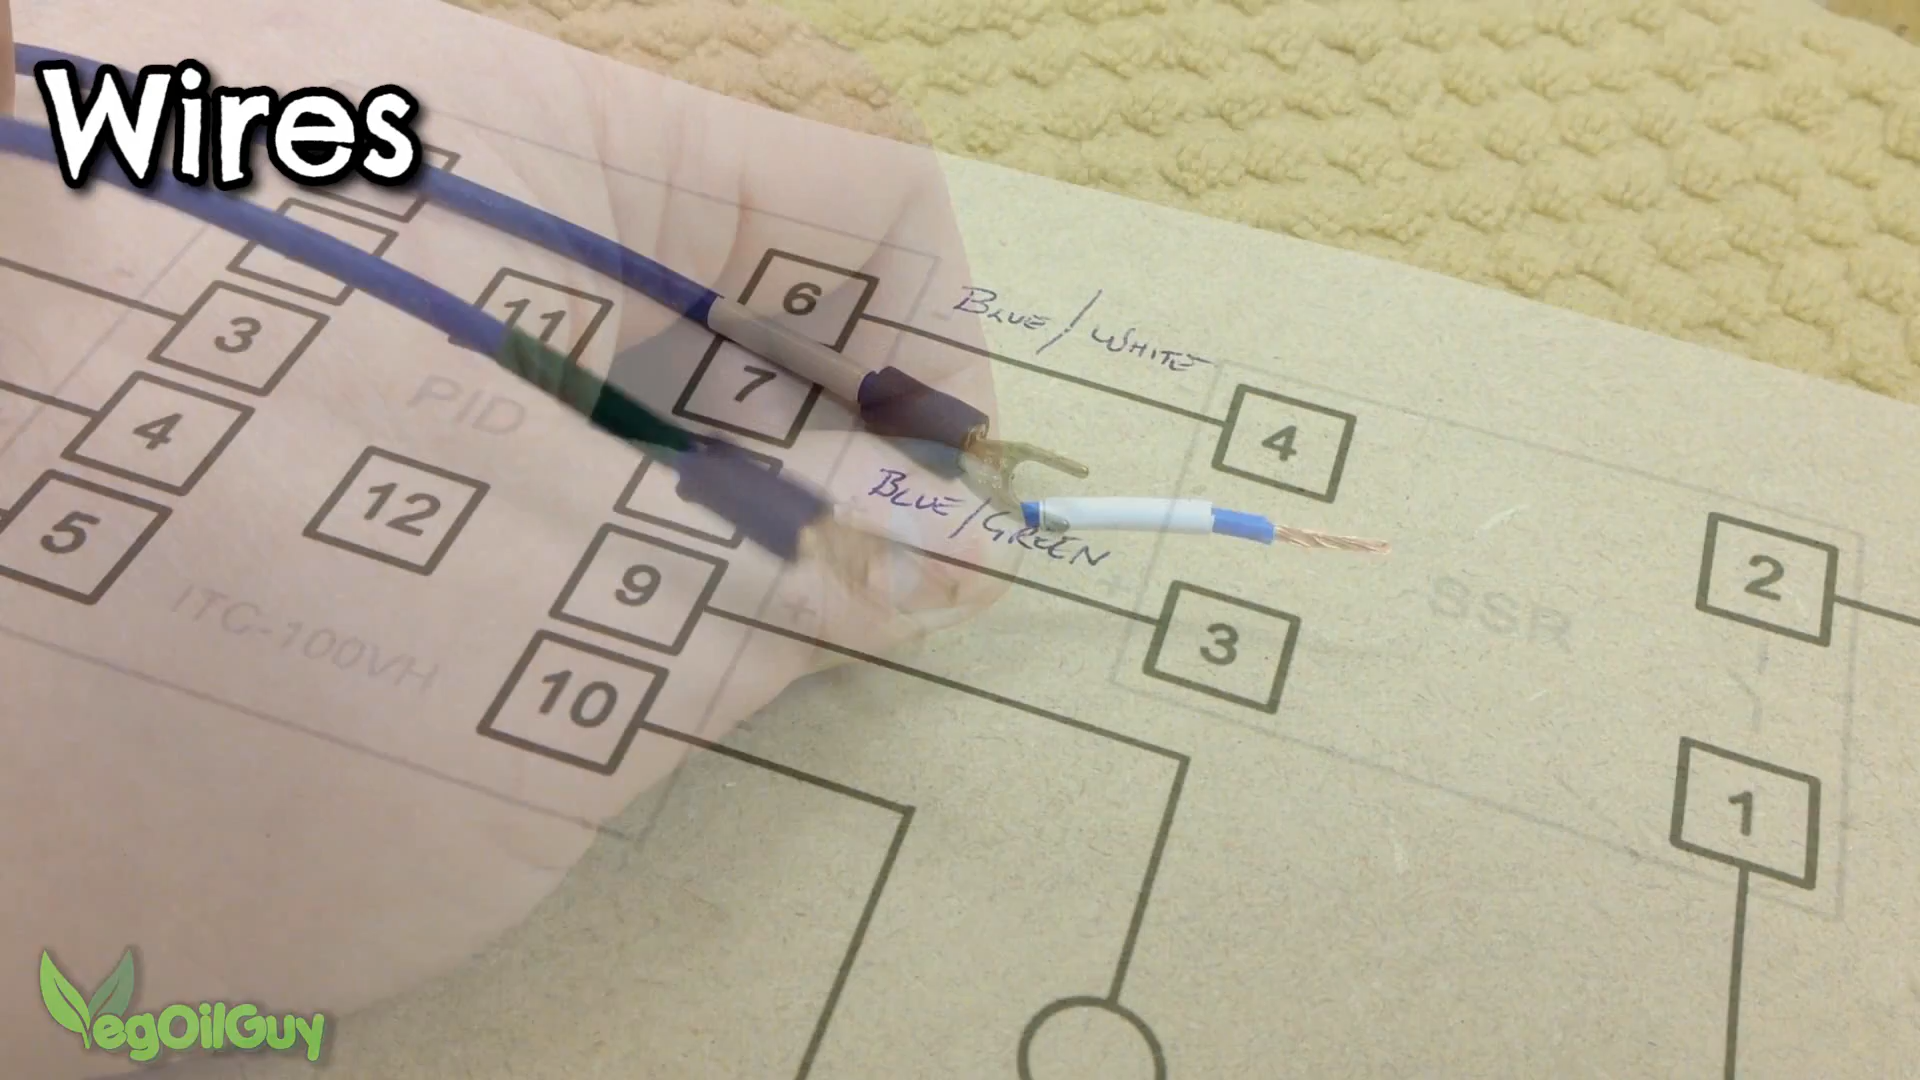 Wires
6
BLUE / WHITE
3
11
7
4
4
PID
BLUE / GREEN
2
5
12
9
3
SSR
ITC-100VH
10
1
VegOilGuy